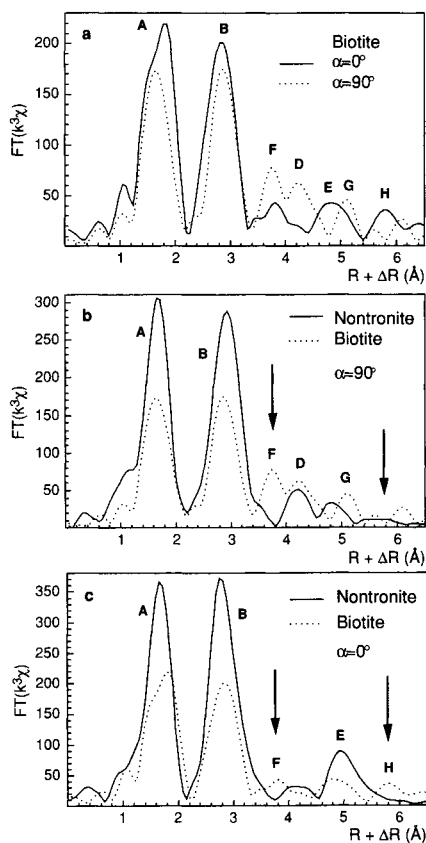 a
A
B
Biotite
α=0°
α=90°
F
D
E
G
H
FT(k³χ)
200
150
100
50
1 2 3 4 5 6
R + ΔR (Å)
b
A
B
Nontronite
Biotite
α=90°
F
D
G
FT(k³χ)
300
250
200
150
100
50
1 2 3 4 5 6
R + ΔR (Å)
c
A
B
Nontronite
Biotite
α=0°
F
E
H
FT(k³χ)
350
300
250
200
150
100
50
1 2 3 4 5 6
R + ΔR (Å)